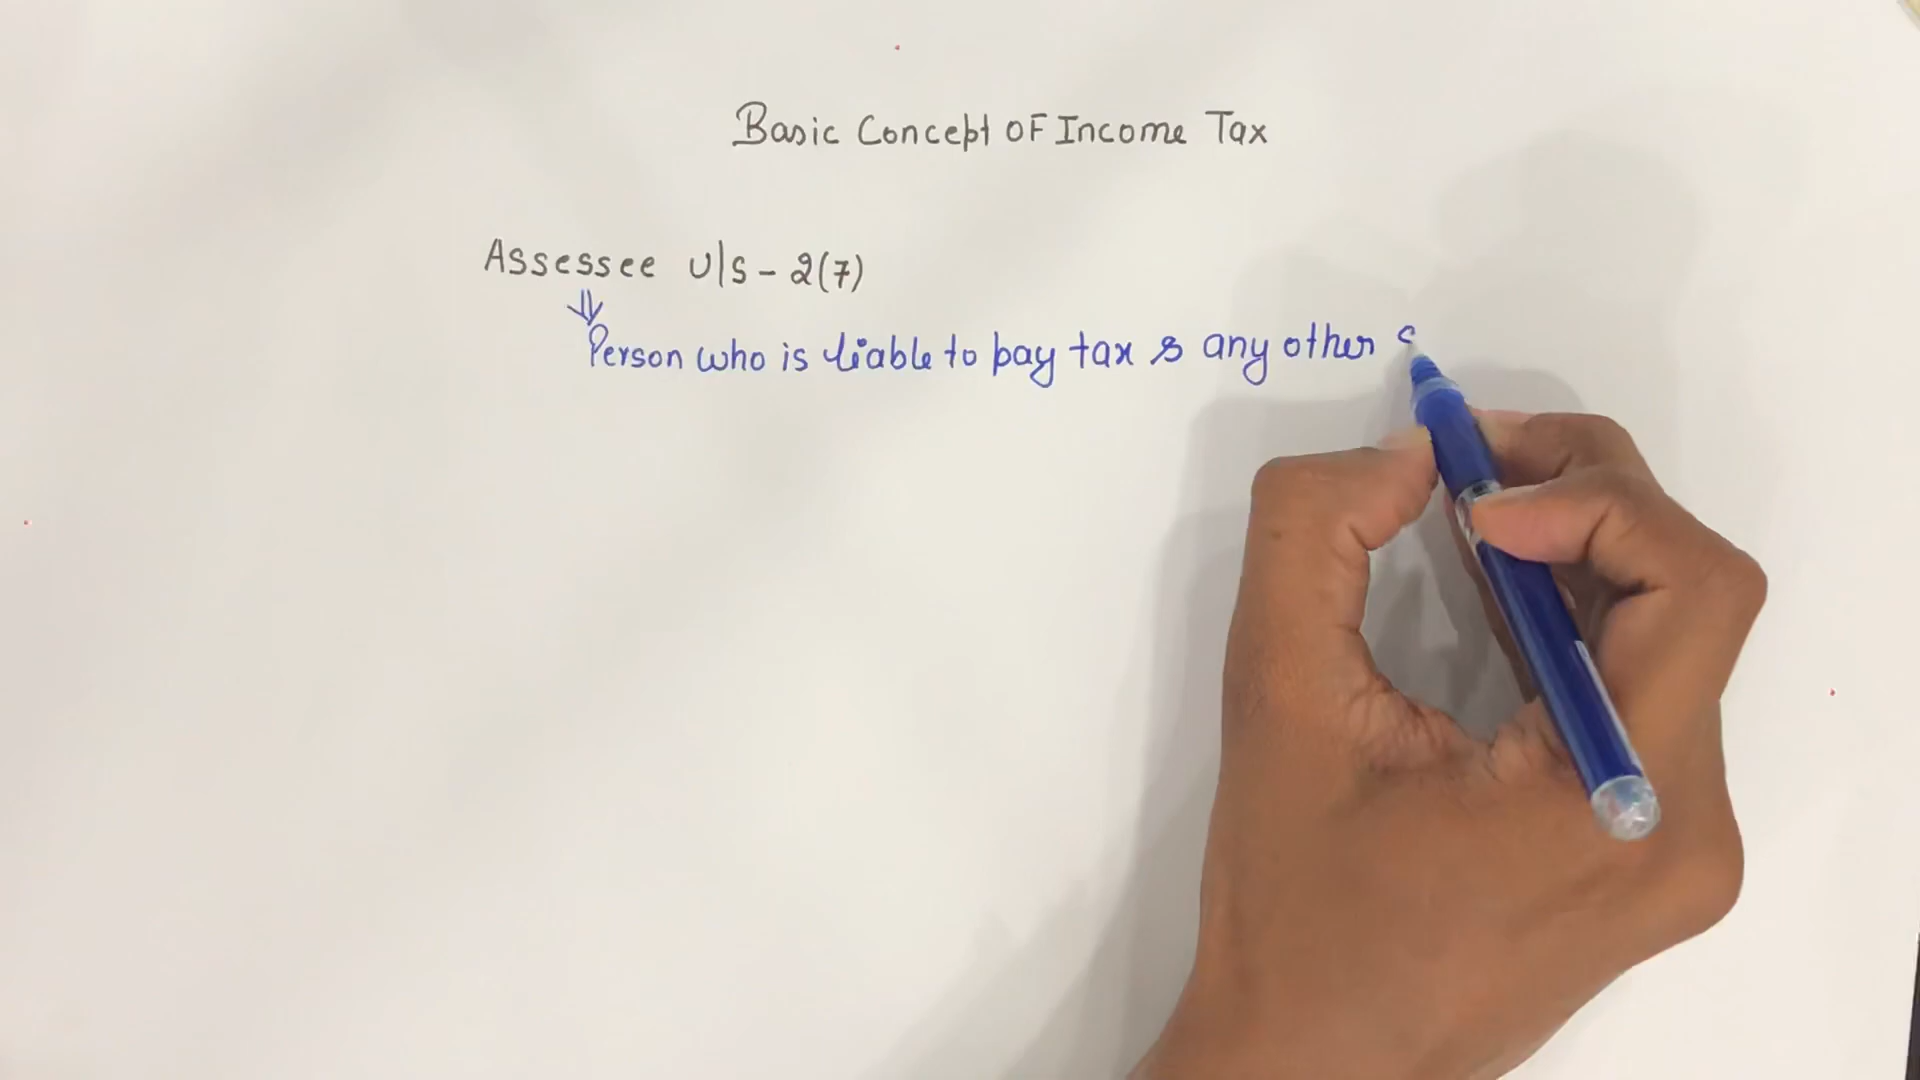 Basic Concept OF Income Tax
Assessee U/S - 2(7)
⇓
Person who is liable to pay tax & any other